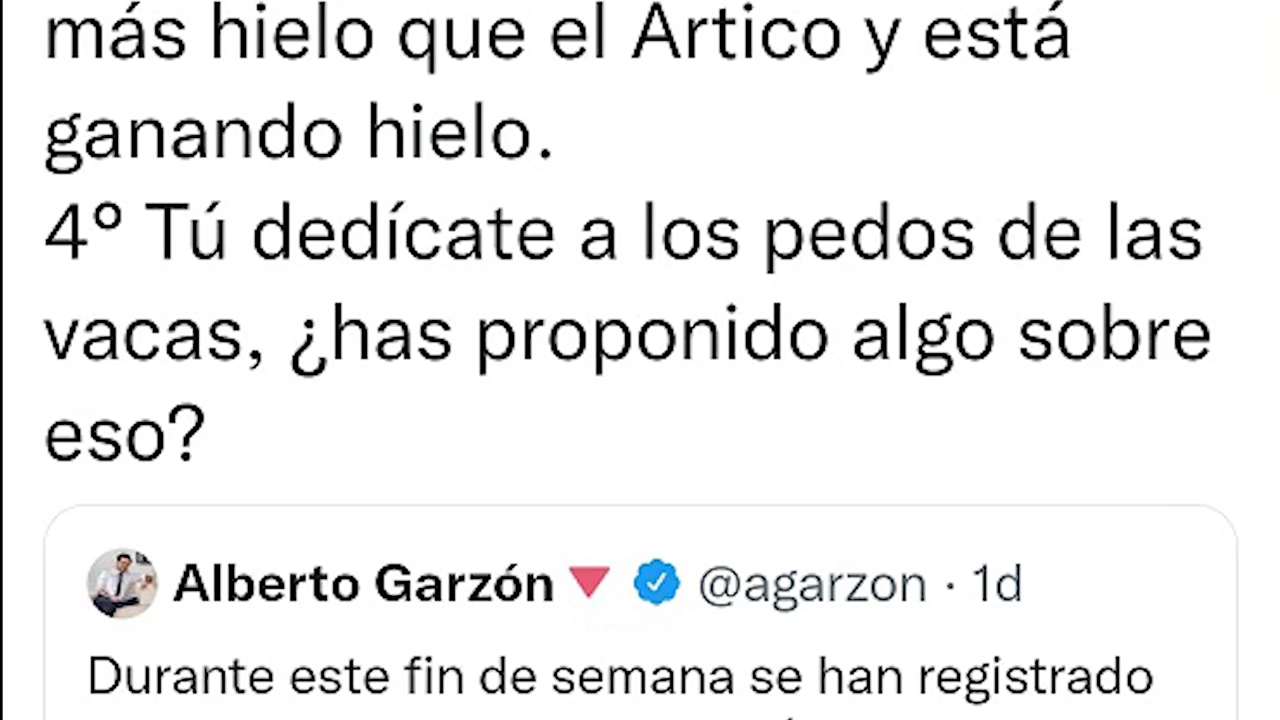 más hielo que el Artico y está
ganando hielo.
4º Tú dedícate a los pedos de las
vacas, ¿has proponido algo sobre
eso?
Alberto Garzón @agarzon · 1d
Durante este fin de semana se han registrado